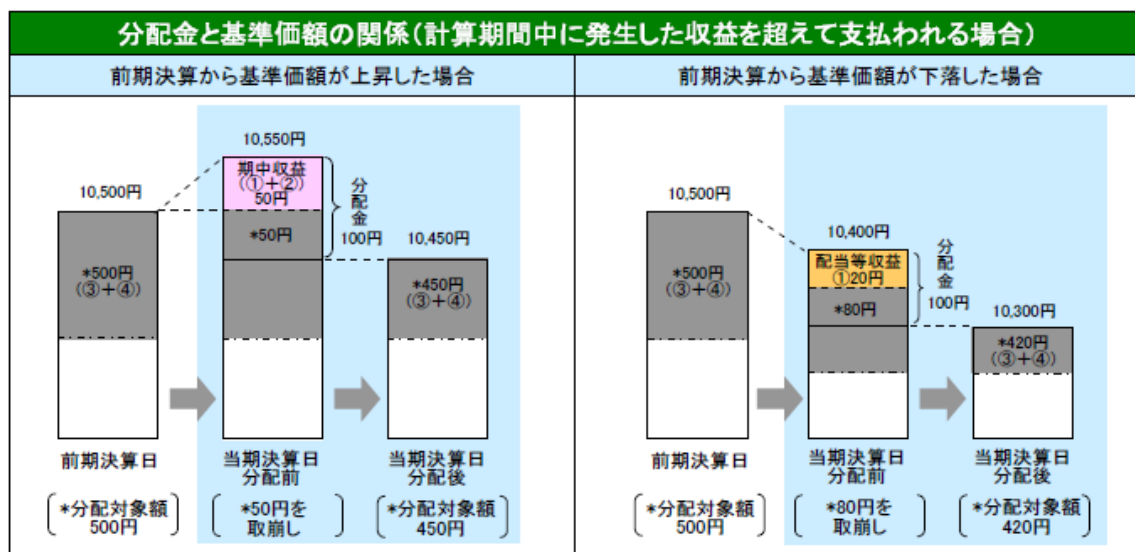 分配金と基準価額の関係(計算期間中に発生した収益を超えて支払われる場合)
前期決算から基準価額が上昇した場合
10,550円
期中収益
(①+②)
50円
10,500円
分配金
100円
*50円
10,450円
*500円
(③+④)
*450円
(③+④)
前期決算日
当期決算日
分配前
当期決算日
分配後
*分配対象額
500円
*50円を
取崩し
*分配対象額
450円
前期決算から基準価額が下落した場合
10,500円
10,400円
配当等収益
①20円
分配金
100円
*500円
(③+④)
*80円
10,300円
*420円
(③+④)
前期決算日
当期決算日
分配前
当期決算日
分配後
*分配対象額
500円
*80円を
取崩し
*分配対象額
420円